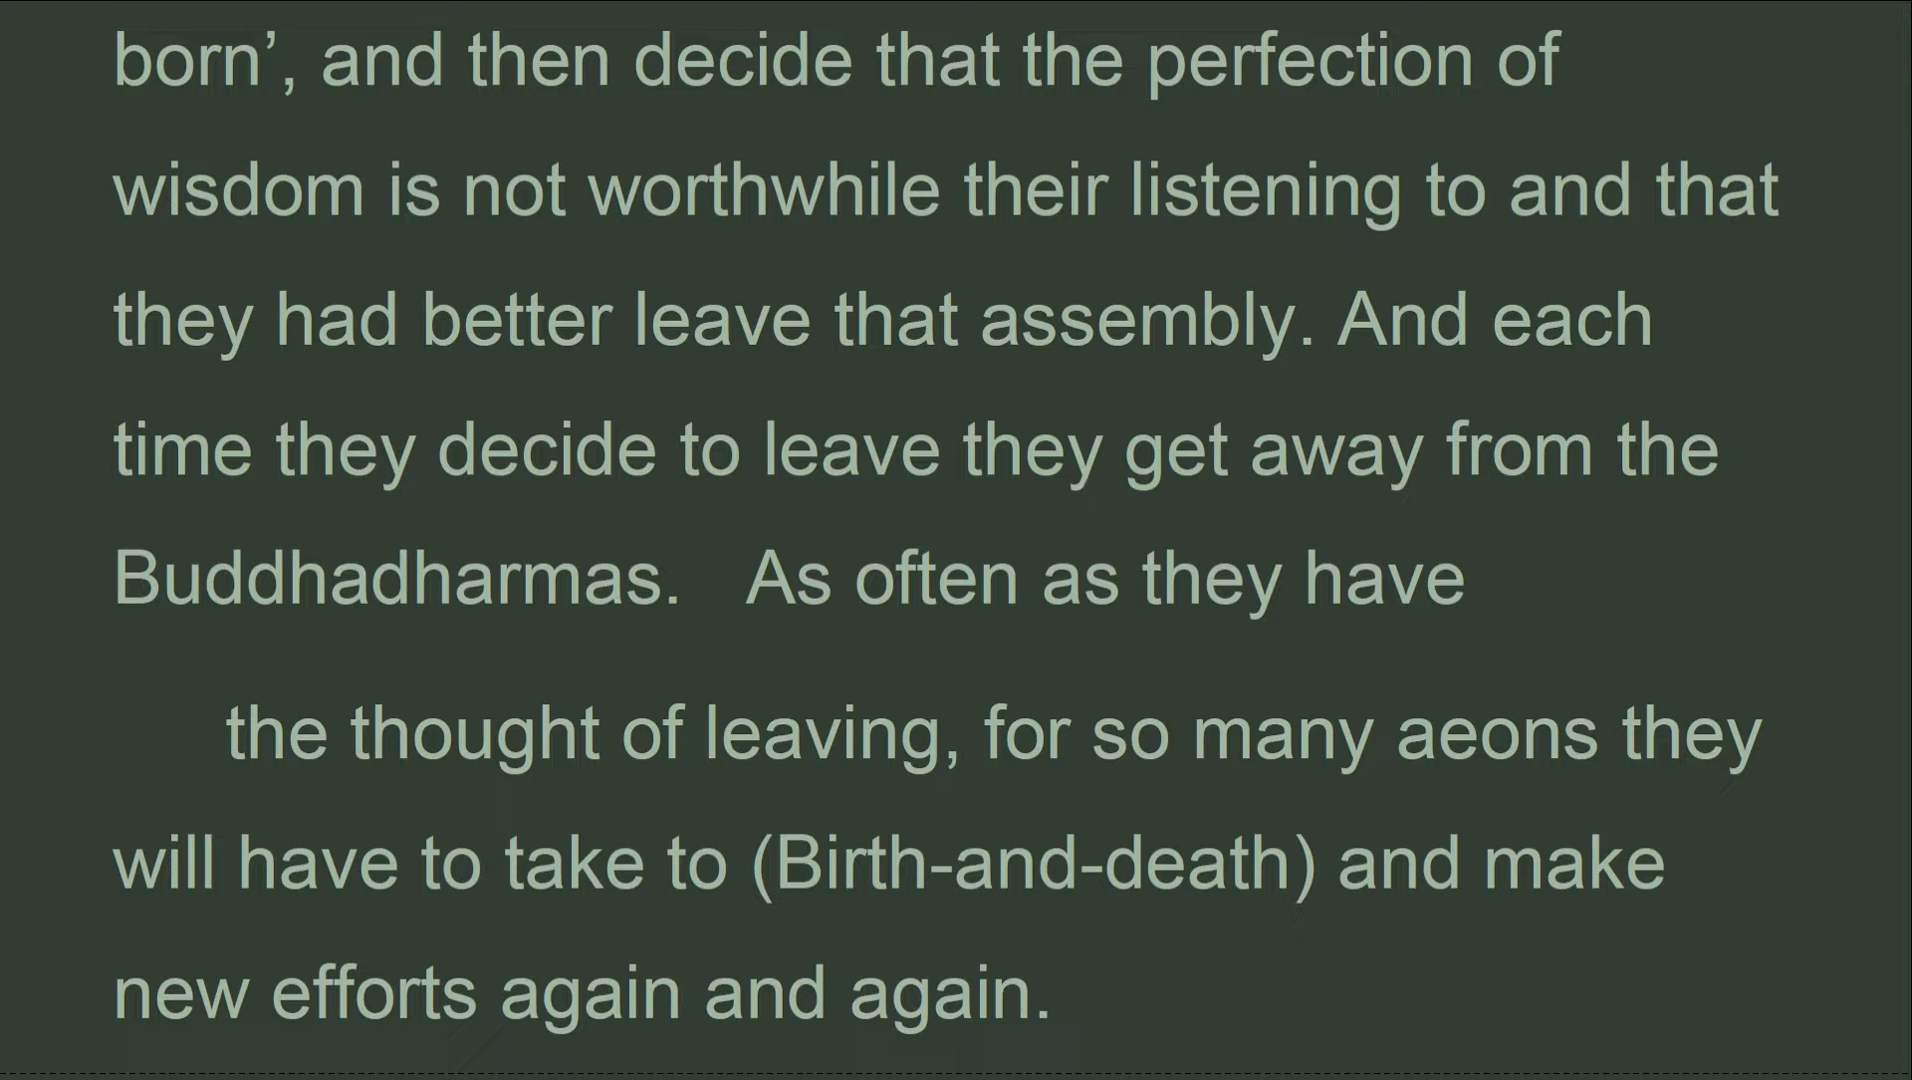 born’, and then decide that the perfection of
wisdom is not worthwhile their listening to and that
they had better leave that assembly. And each
time they decide to leave they get away from the
Buddhadharmas.   As often as they have
the thought of leaving, for so many aeons they
will have to take to (Birth-and-death) and make
new efforts again and again.